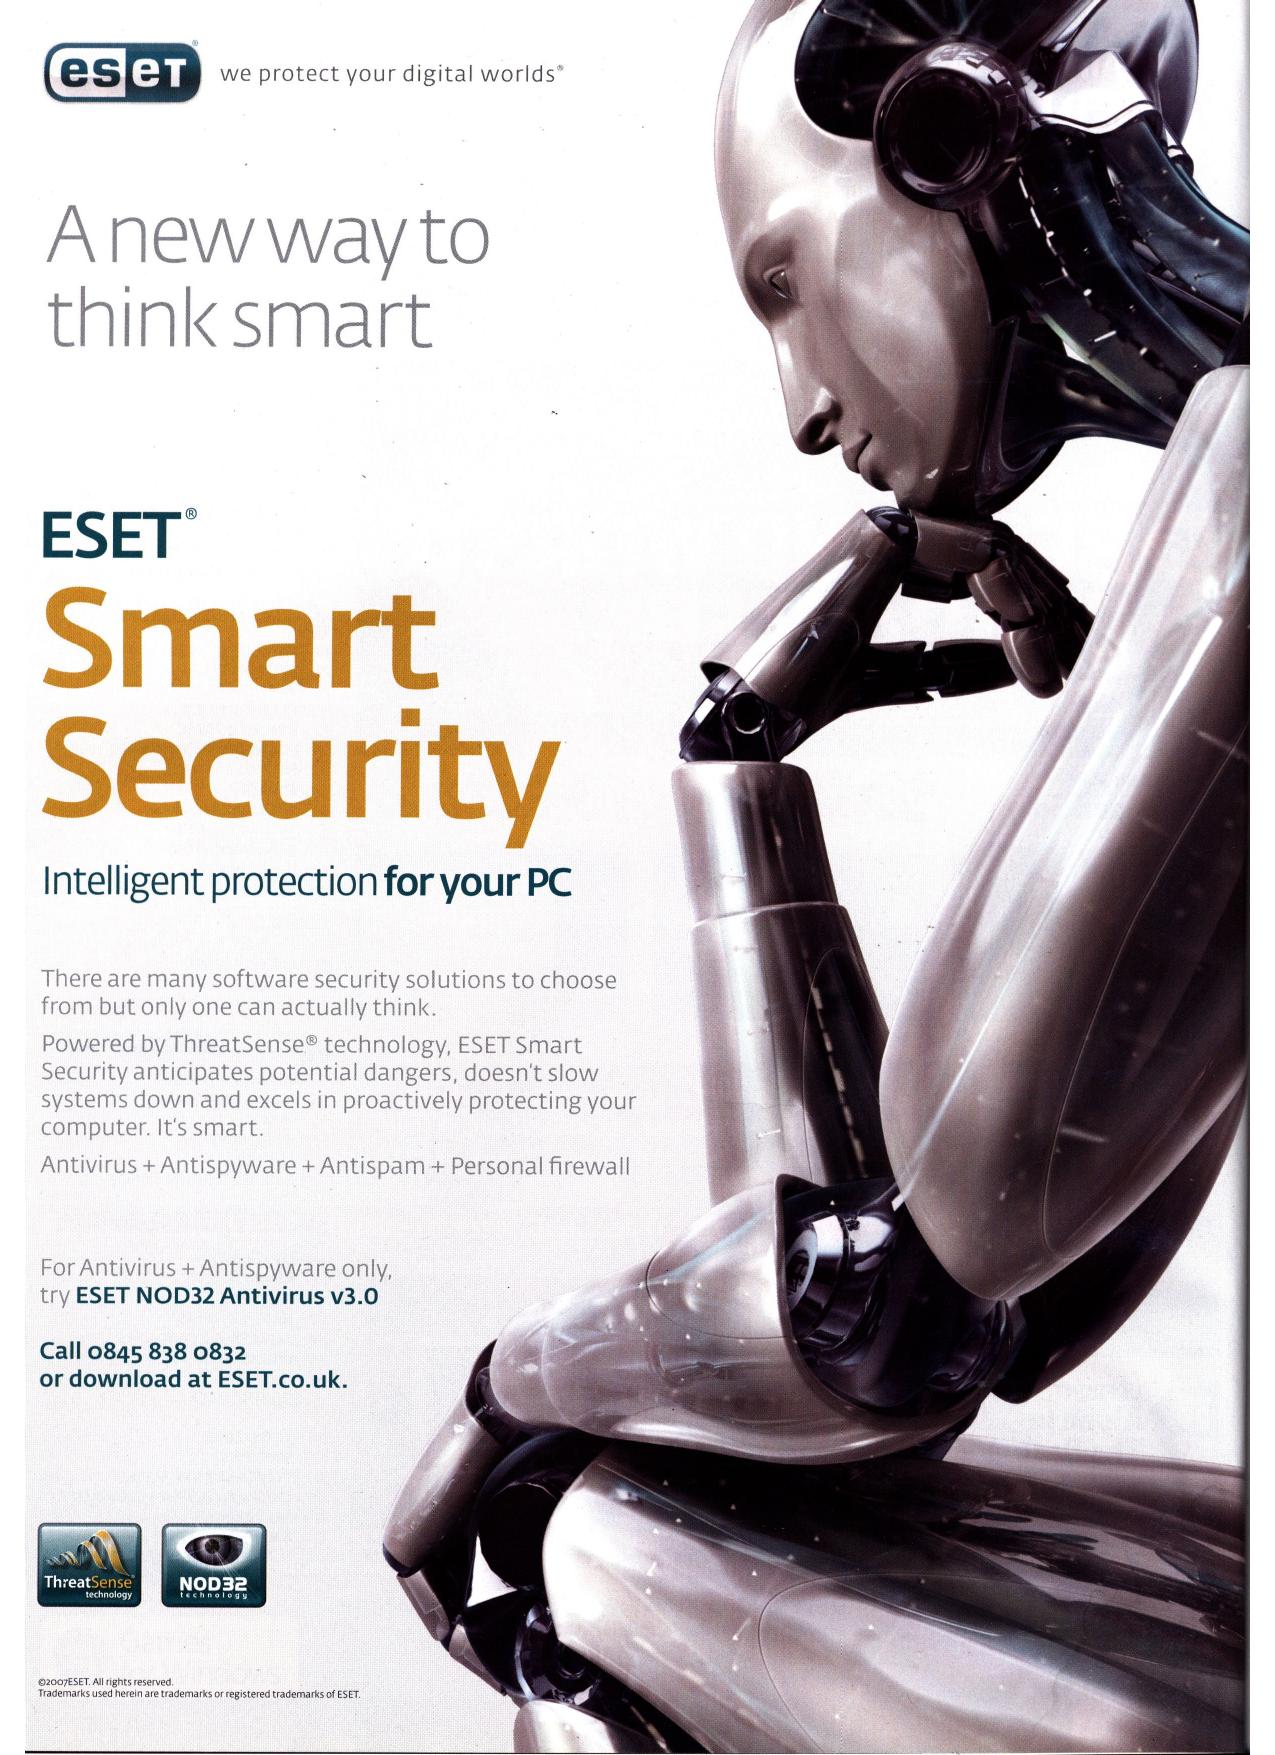 eset®
we protect your digital worlds®
A new way to
think smart
ESET®
Smart
Security
Intelligent protection for your PC
There are many software security solutions to choose
from but only one can actually think.
Powered by ThreatSense® technology, ESET Smart
Security anticipates potential dangers, doesn't slow
systems down and excels in proactively protecting your
computer. It's smart.
Antivirus + Antispyware + Antispam + Personal firewall
For Antivirus + Antispyware only,
try ESET NOD32 Antivirus v3.0
Call 0845 838 0832
or download at ESET.co.uk.
ThreatSense®
technology
NOD32
technology
©2007ESET. All rights reserved.
Trademarks used herein are trademarks or registered trademarks of ESET.